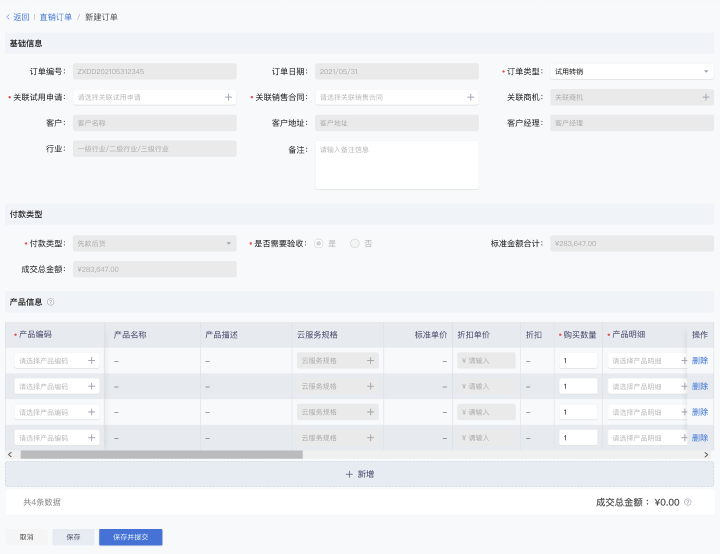 < 返回 | 直销订单 / 新建订单
基础信息
订单编号: ZXDD202105312345 订单日期: 2021/05/31 * 订单类型: 试用转销
* 关联试用申请: 请选择关联试用申请 + * 关联销售合同: 请选择关联销售合同 + 关联商机: 关联商机 +
客户: 客户名称 客户地址: 客户地址 客户经理: 客户经理
行业: 一级行业/二级行业/三级行业 备注: 请输入备注信息
付款类型
* 付款类型: 先款后货 * 是否需要验收: 是 否 标准金额合计: ¥283,647.00
成交总金额: ¥283,647.00
产品信息 ?
* 产品编码 产品名称 产品描述 云服务规格 标准单价 折扣单价 折扣 * 购买数量 * 产品明细 操作
请选择产品编码 + – – 云服务规格 + – ¥ 请输入 – 1 请选择产品明细 + 删除
请选择产品编码 + – – 云服务规格 + – ¥ 请输入 – 1 请选择产品明细 + 删除
请选择产品编码 + – – 云服务规格 + – ¥ 请输入 – 1 请选择产品明细 + 删除
请选择产品编码 + – – 云服务规格 + – ¥ 请输入 – 1 请选择产品明细 + 删除
+ 新增
共4条数据 成交总金额: ¥0.00 ?
取消 保存 保存并提交